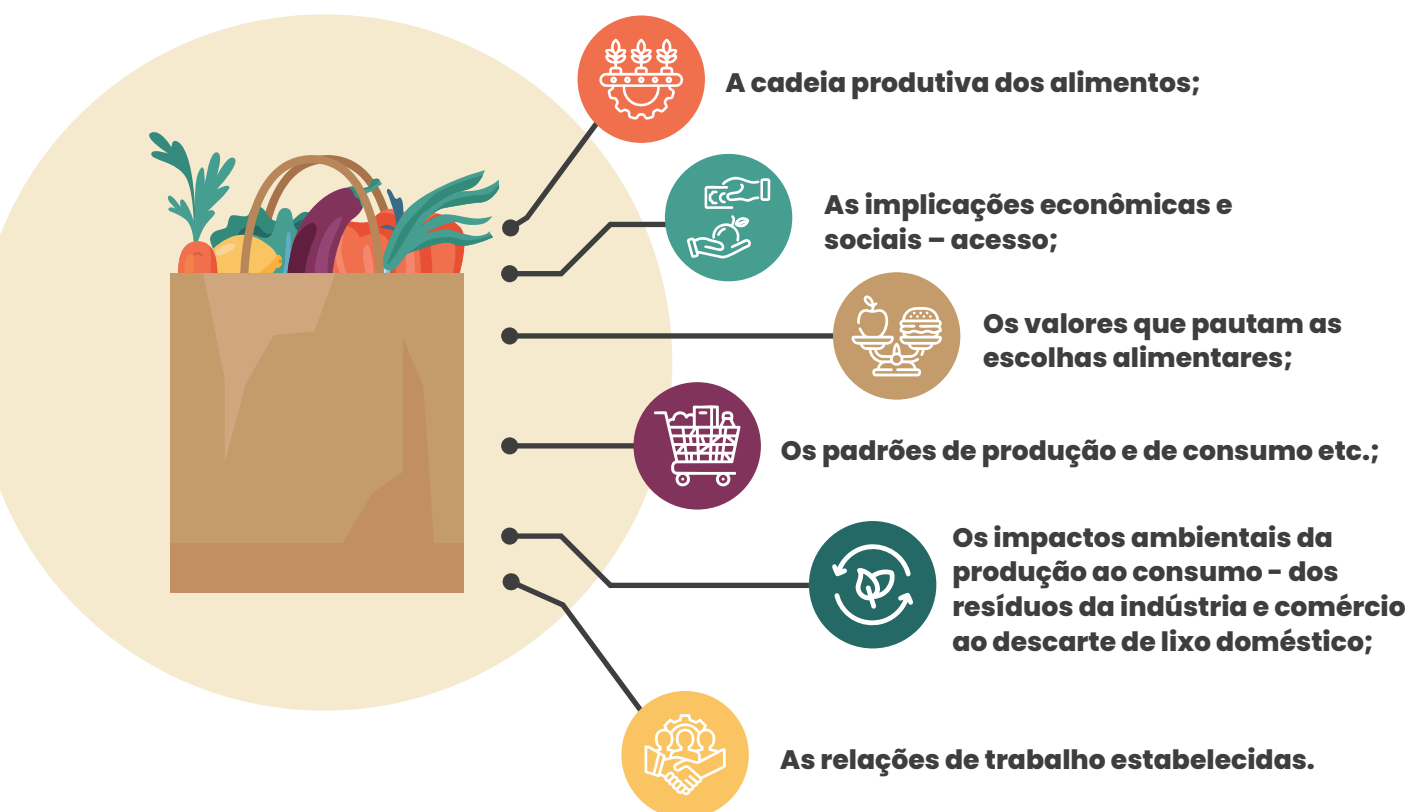 A cadeia produtiva dos alimentos;
As implicações econômicas e
sociais – acesso;
Os valores que pautam as
escolhas alimentares;
Os padrões de produção e de consumo etc.;
Os impactos ambientais da
produção ao consumo - dos
resíduos da indústria e comércio
ao descarte de lixo doméstico;
As relações de trabalho estabelecidas.